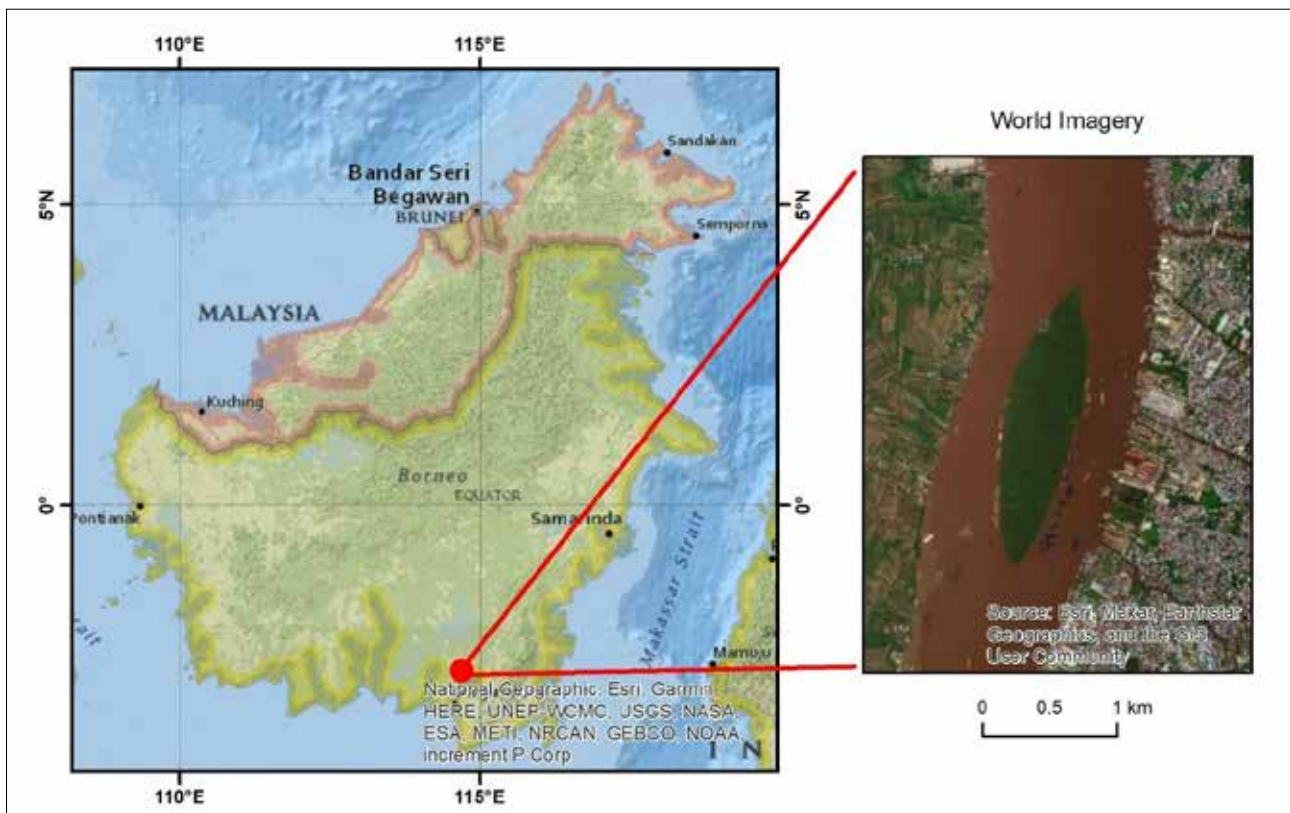 110°E
115°E
World Imagery
Sandakan
Bandar Seri
Begawan
BRUNEI
5°N
5°N
Semporna
MALAYSIA
Kuching
Borneo
EQUATOR
0°
0°
Pontianak
Samarinda
Makassar Strait
rait
Mamuju
Source: Esri, Maxar, Earthstar
Geographics, and the GIS
User Community
National Geographic, Esri, Garmin,
HERE, UNEP-WCMC, USGS, NASA,
ESA, METI, NRCAN, GEBCO, NOAA,
increment P Corp
I N
0 0.5 1 km
110°E
115°E